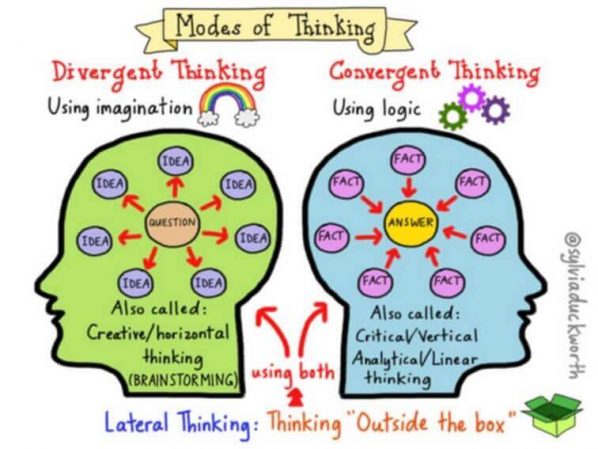 Modes of Thinking
Divergent Thinking
Using imagination
IDEA
IDEA
IDEA
IDEA
IDEA
IDEA
IDEA
QUESTION
Also called:
Creative/horizontal
thinking
(BRAINSTORMING)
Convergent Thinking
Using logic
FACT
FACT
FACT
FACT
FACT
FACT
FACT
ANSWER
Also called:
Critical/Vertical
Analytical/Linear
thinking
using both
Lateral Thinking: Thinking "Outside the box"
@sylviaduckworth